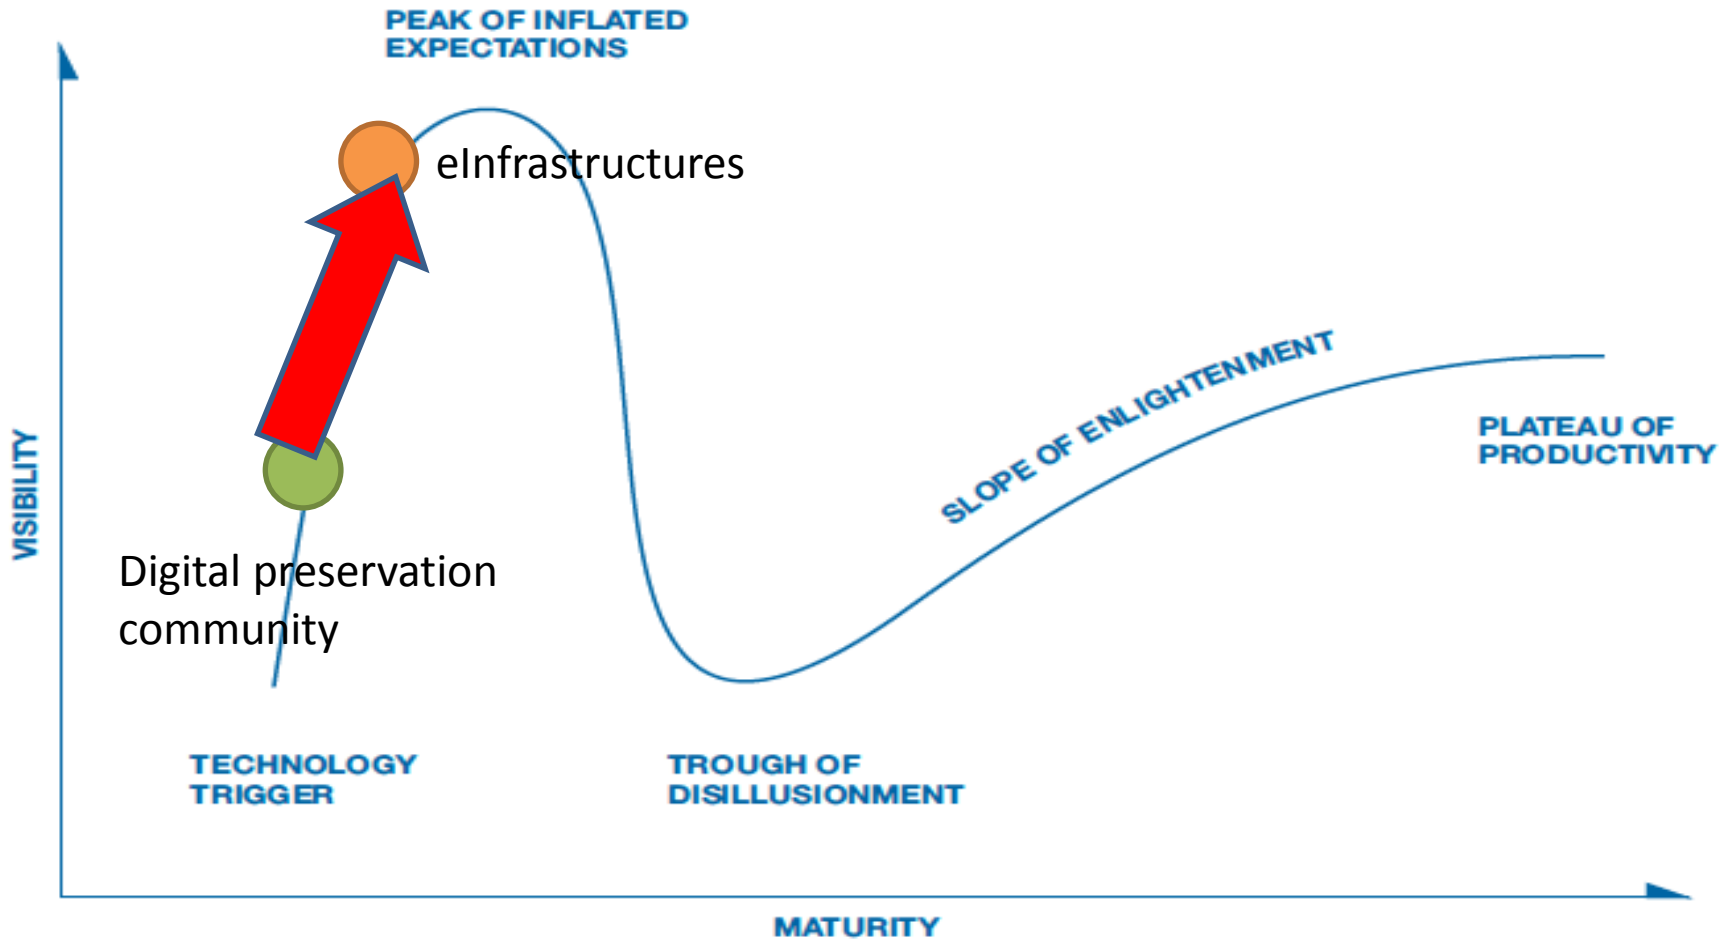 PEAK OF INFLATED
EXPECTATIONS
eInfrastructures
SLOPE OF ENLIGHTENMENT
PLATEAU OF
PRODUCTIVITY
VISIBILITY
Digital preservation
community
TECHNOLOGY
TRIGGER
TROUGH OF
DISILLUSIONMENT
MATURITY